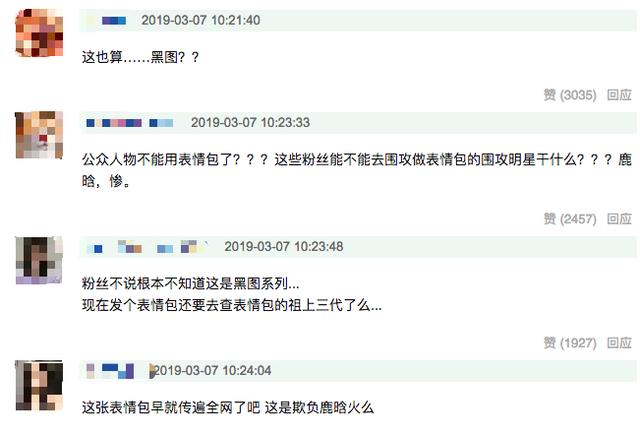 2019-03-07 10:21:40
这也算……黑图？？
赞 (3035) 回应
2019-03-07 10:23:33
公众人物不能用表情包了？？？这些粉丝能不能去围攻做表情包的围攻明星干什么？？？鹿
晗，惨。
赞 (2457) 回应
2019-03-07 10:23:48
粉丝不说根本不知道这是黑图系列...
现在发个表情包还要去查表情包的祖上三代了么...
赞 (1927) 回应
2019-03-07 10:24:04
这张表情包早就传遍全网了吧 这是欺负鹿晗火么